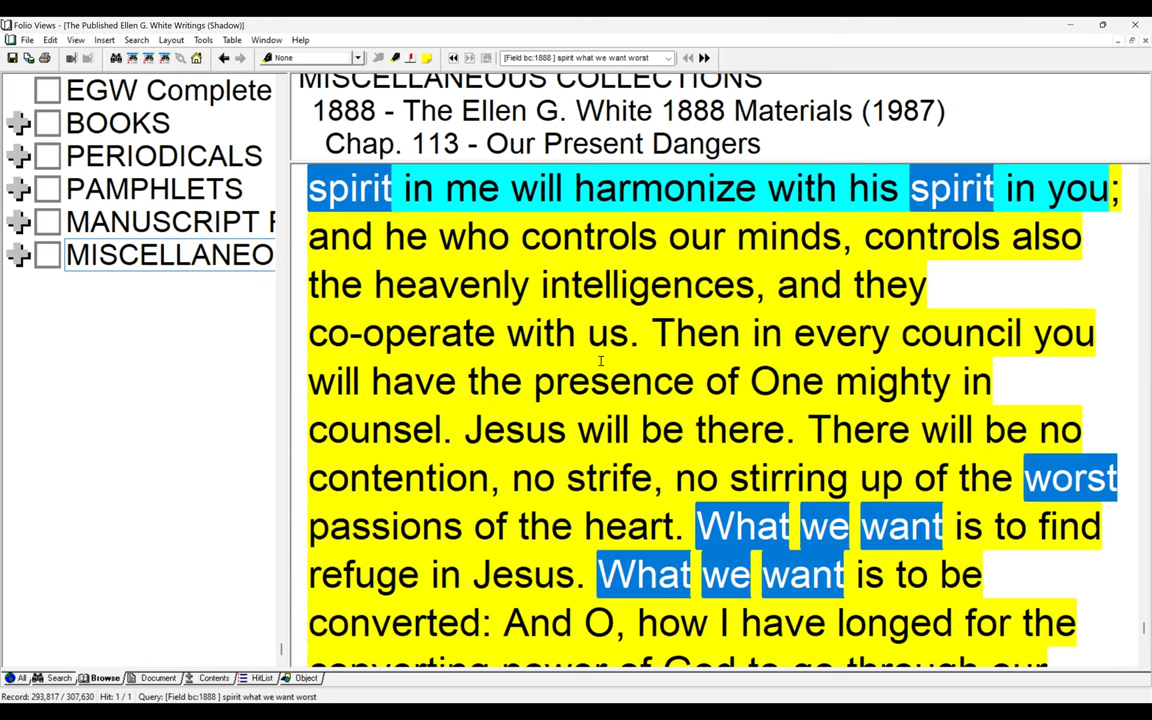 Folio Views - [The Published Ellen G. White Writings (Shadow)]
File Edit View Insert Search Layout Tools Table Window Help
None [Field bc:1888 ] spirit what we want worst
EGW Complete
BOOKS
PERIODICALS
PAMPHLETS
MANUSCRIPT
MISCELLANEO
MISCELLANEOUS COLLECTIONS
1888 - The Ellen G. White 1888 Materials (1987)
Chap. 113 - Our Present Dangers
spirit in me will harmonize with his spirit in you;
and he who controls our minds, controls also
the heavenly intelligences, and they
co-operate with us. Then in every council you
will have the presence of One mighty in
counsel. Jesus will be there. There will be no
contention, no strife, no stirring up of the worst
passions of the heart. What we want is to find
refuge in Jesus. What we want is to be
converted: And O, how I have longed for the
converting power of God to go through our
All Search Browse Document Contents HitList Object
Record: 293,817 / 307,630 Hit: 1 / 1 Query: [Field bc:1888 ] spirit what we want worst